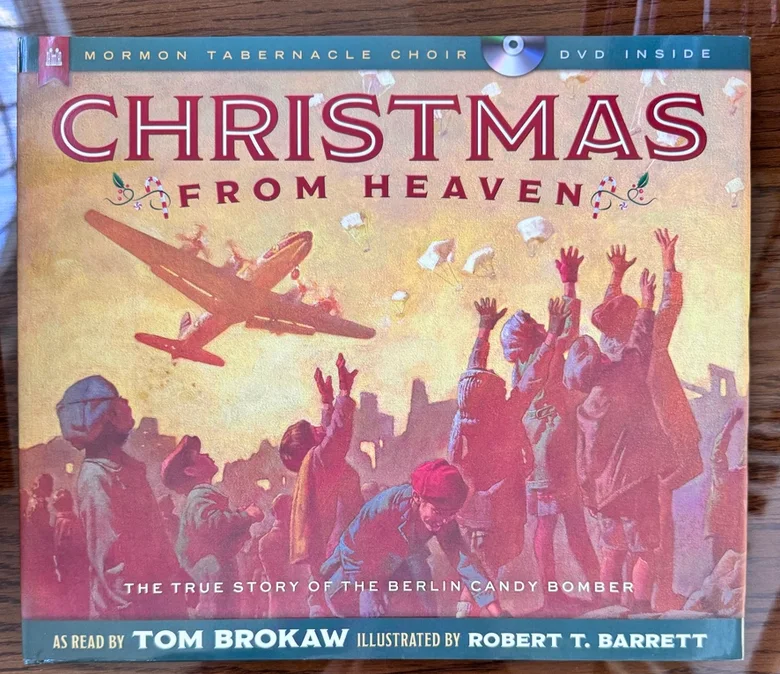 MORMON TABERNACLE CHOIR DVD INSIDE
CHRISTMAS
FROM HEAVEN
THE TRUE STORY OF THE BERLIN CANDY BOMBER
AS READ BY TOM BROKAW ILLUSTRATED BY ROBERT T. BARRETT